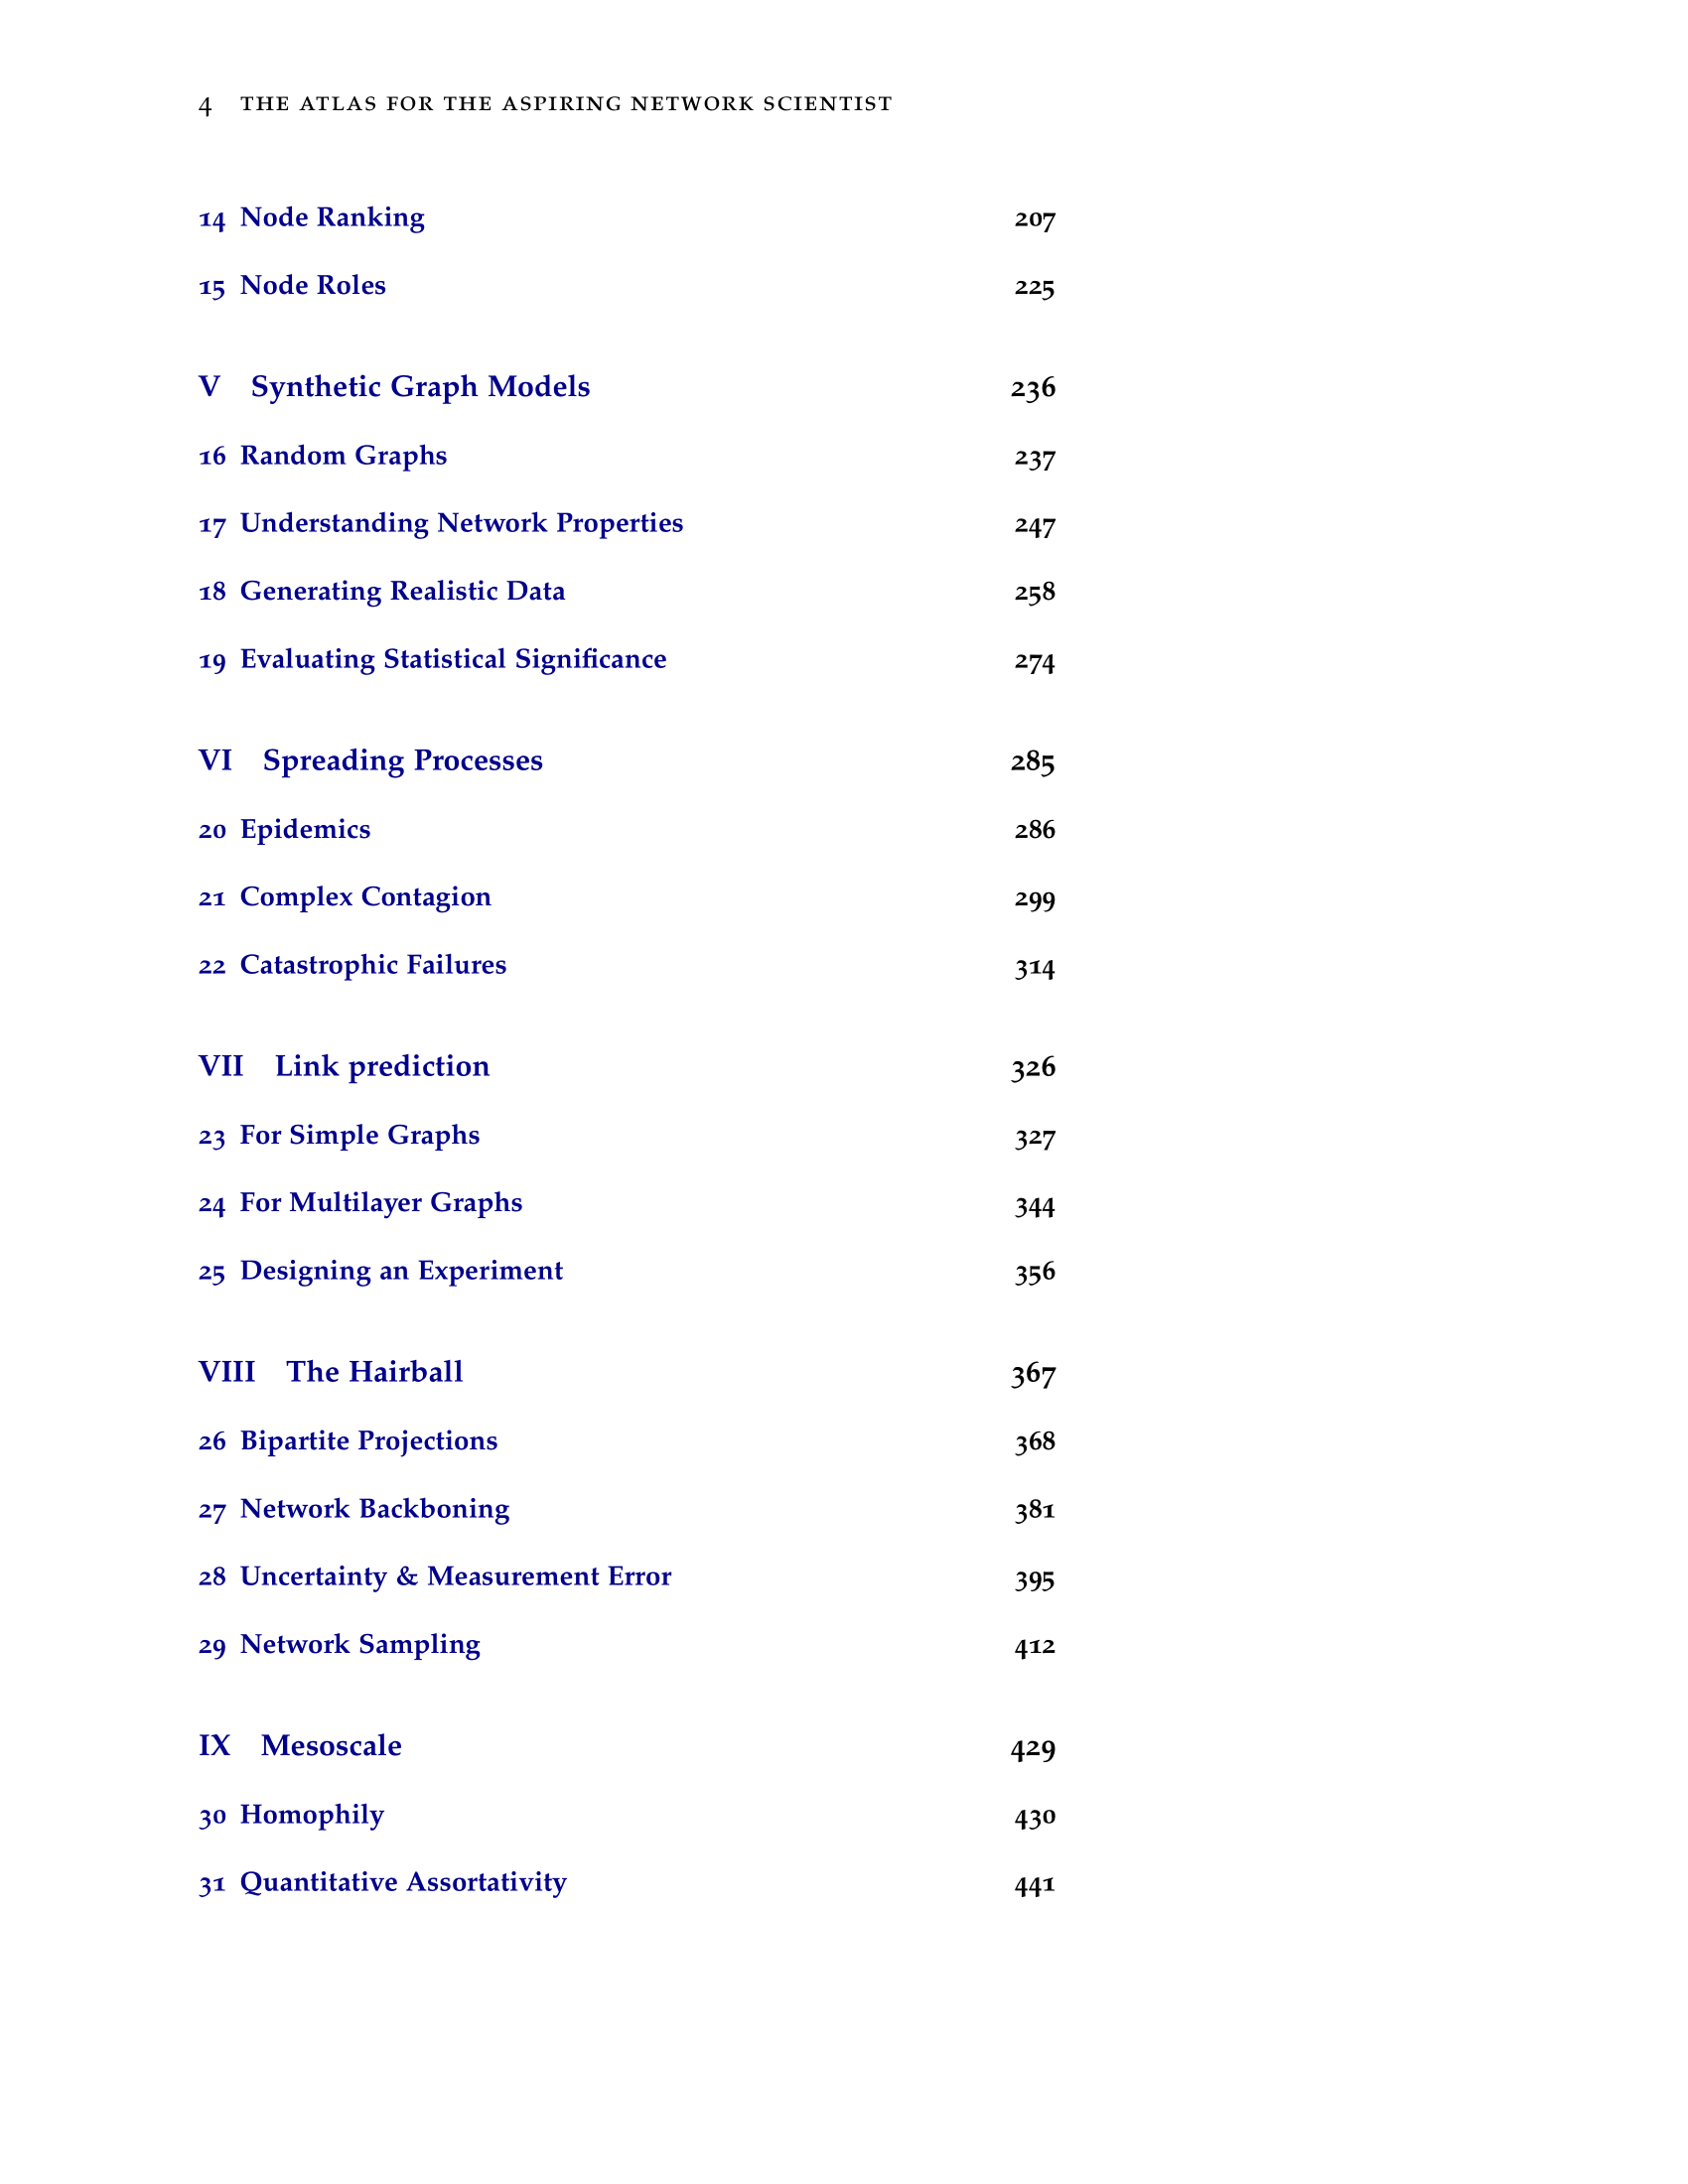 4 THE ATLAS FOR THE ASPIRING NETWORK SCIENTIST
14 Node Ranking 207
15 Node Roles 225
V Synthetic Graph Models 236
16 Random Graphs 237
17 Understanding Network Properties 247
18 Generating Realistic Data 258
19 Evaluating Statistical Significance 274
VI Spreading Processes 285
20 Epidemics 286
21 Complex Contagion 299
22 Catastrophic Failures 314
VII Link prediction 326
23 For Simple Graphs 327
24 For Multilayer Graphs 344
25 Designing an Experiment 356
VIII The Hairball 367
26 Bipartite Projections 368
27 Network Backboning 381
28 Uncertainty & Measurement Error 395
29 Network Sampling 412
IX Mesoscale 429
30 Homophily 430
31 Quantitative Assortativity 441